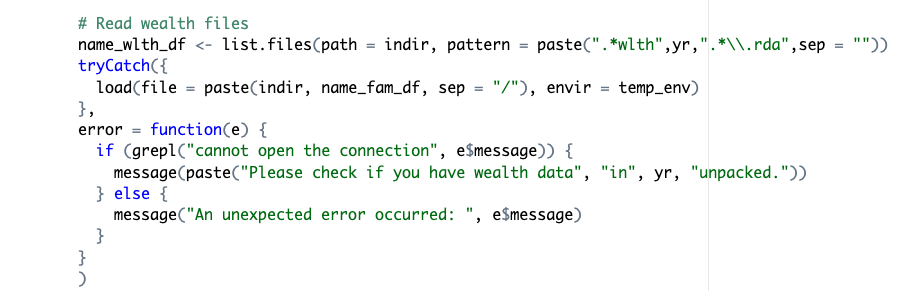 # Read wealth files
name_wlth_df <- list.files(path = indir, pattern = paste(".*wlth",yr,".*\\.rda",sep = ""))
tryCatch({
load(file = paste(indir, name_fam_df, sep = "/"), envir = temp_env)
},
error = function(e) {
if (grepl("cannot open the connection", e$message)) {
message(paste("Please check if you have wealth data", "in", yr, "unpacked."))
} else {
message("An unexpected error occurred: ", e$message)
}
}
)